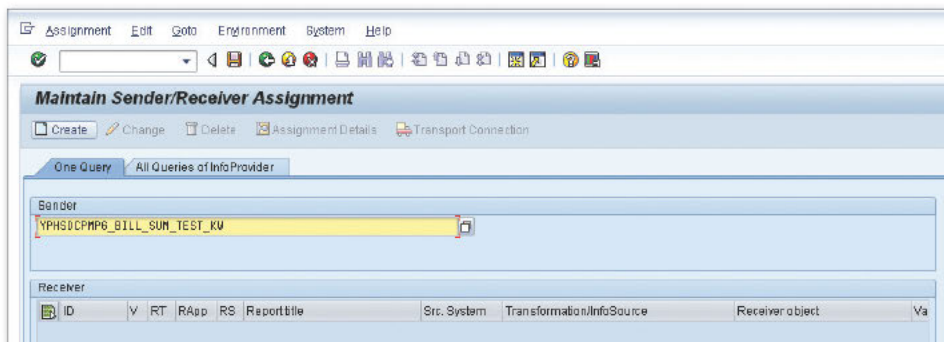 Assignment Edit Goto Environment System Help
Maintain Sender/Receiver Assignment
Create Change Delete Assignment Details Transport Connection
One Query All Queries of InfoProvider
Sender
YPHSDCPMP6_BILL_SUM_TEST_KW
Receiver
ID V RT RApp RS Report title Src. System Transformation/InfoSource Receiver object Va